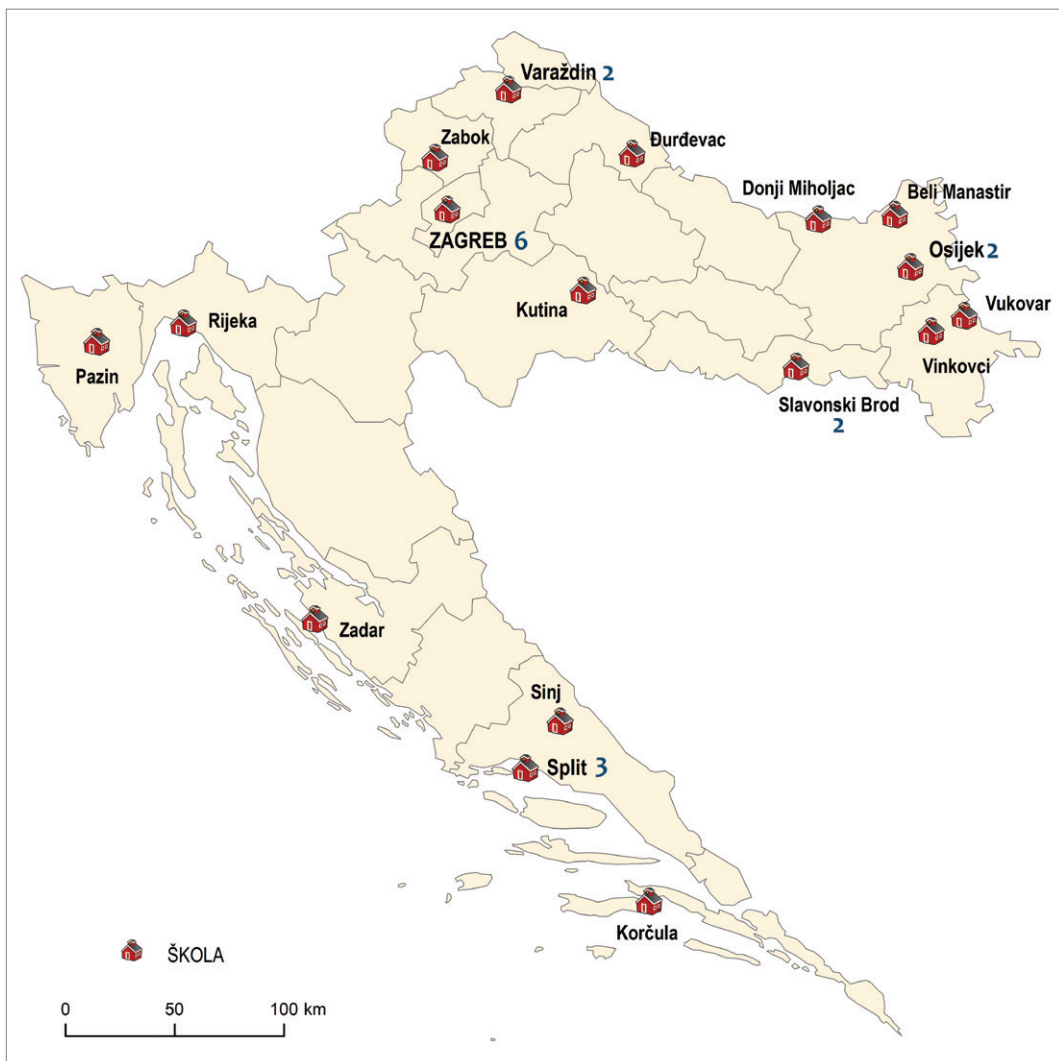 Varaždin 2
Zabok
Đurđevac
Donji Miholjac
Beli Manastir
ZAGREB 6
Osijek 2
Kutina
Vukovar
Rijeka
Pazin
Vinkovci
Slavonski Brod
2
Zadar
Sinj
Split 3
Korčula
ŠKOLA
0 50 100 km